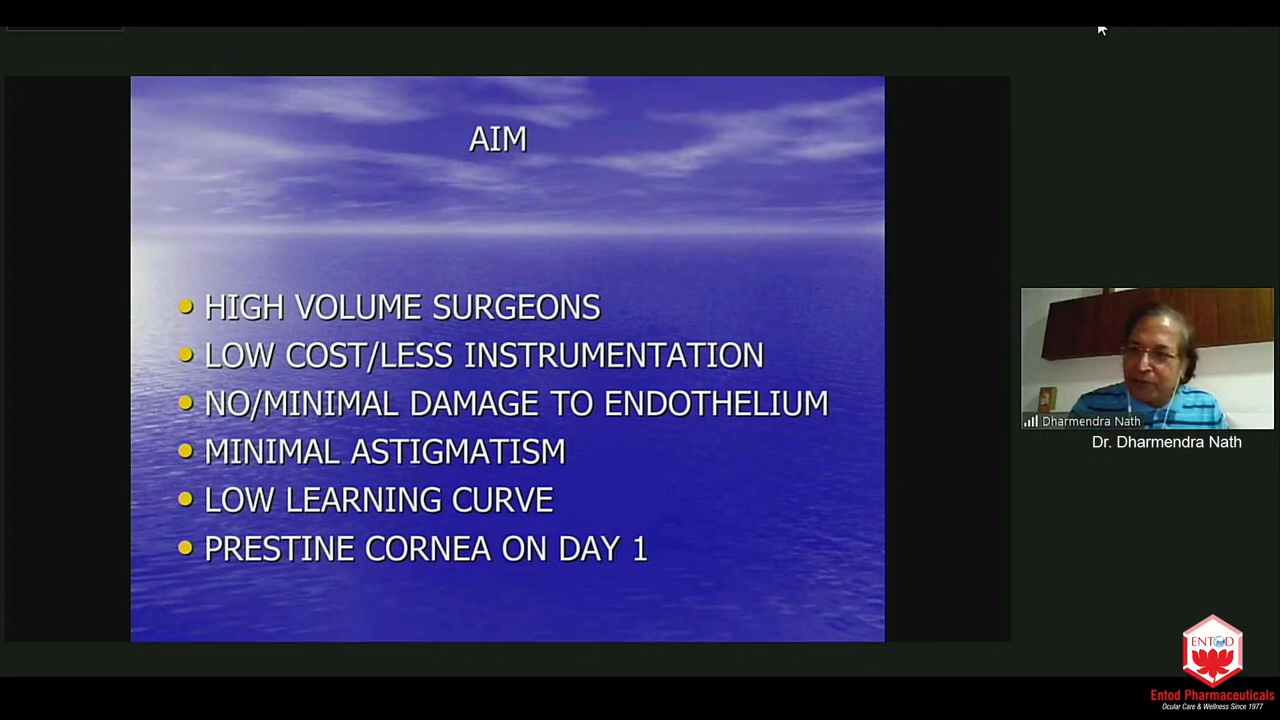 AIM
HIGH VOLUME SURGEONS
LOW COST/LESS INSTRUMENTATION
NO/MINIMAL DAMAGE TO ENDOTHELIUM
MINIMAL ASTIGMATISM
LOW LEARNING CURVE
PRESTINE CORNEA ON DAY 1
Dharmendra Nath
Dr. Dharmendra Nath
ENTOD
Entod Pharmaceuticals
Ocular Care & Wellness Since 1977